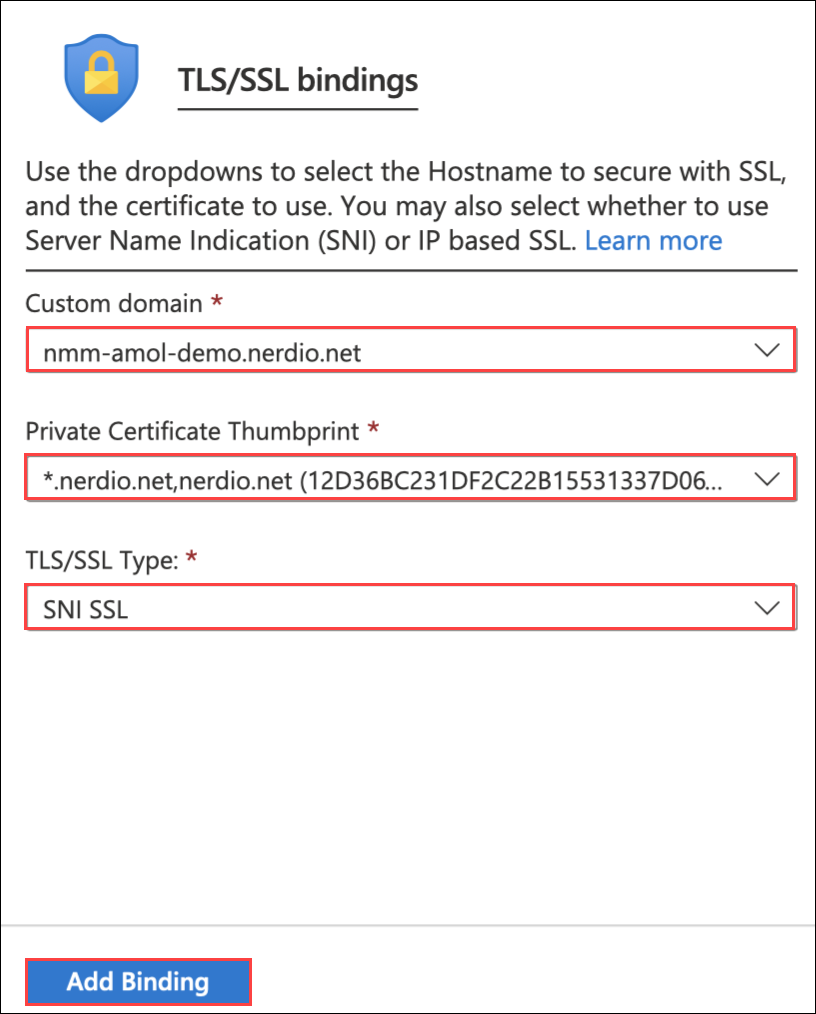 TLS/SSL bindings
Use the dropdowns to select the Hostname to secure with SSL,
and the certificate to use. You may also select whether to use
Server Name Indication (SNI) or IP based SSL. Learn more
Custom domain *
nmm-amol-demo.nerdio.net
Private Certificate Thumbprint *
*.nerdio.net,nerdio.net (12D36BC231DF2C22B15531337D06...
TLS/SSL Type: *
SNI SSL
Add Binding